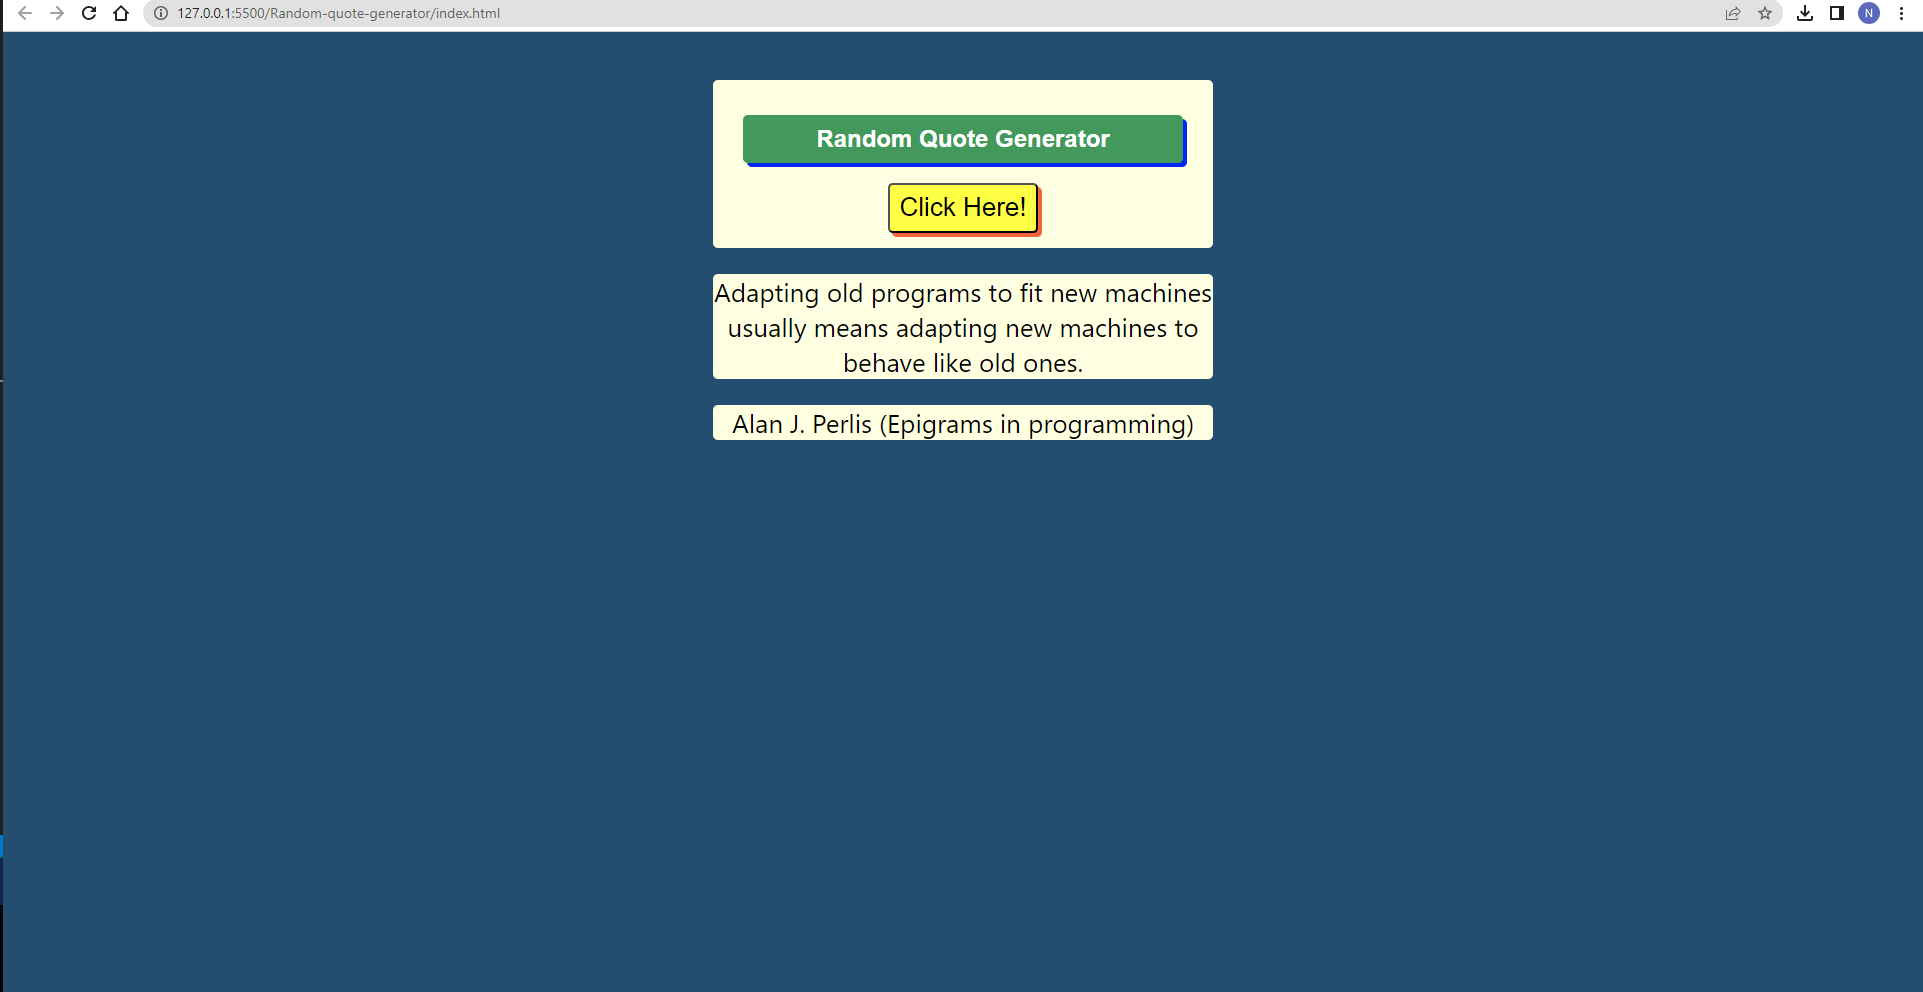 127.0.0.1:5500/Random-quote-generator/index.html
N
Random Quote Generator
Click Here!
Adapting old programs to fit new machines
usually means adapting new machines to
behave like old ones.
Alan J. Perlis (Epigrams in programming)